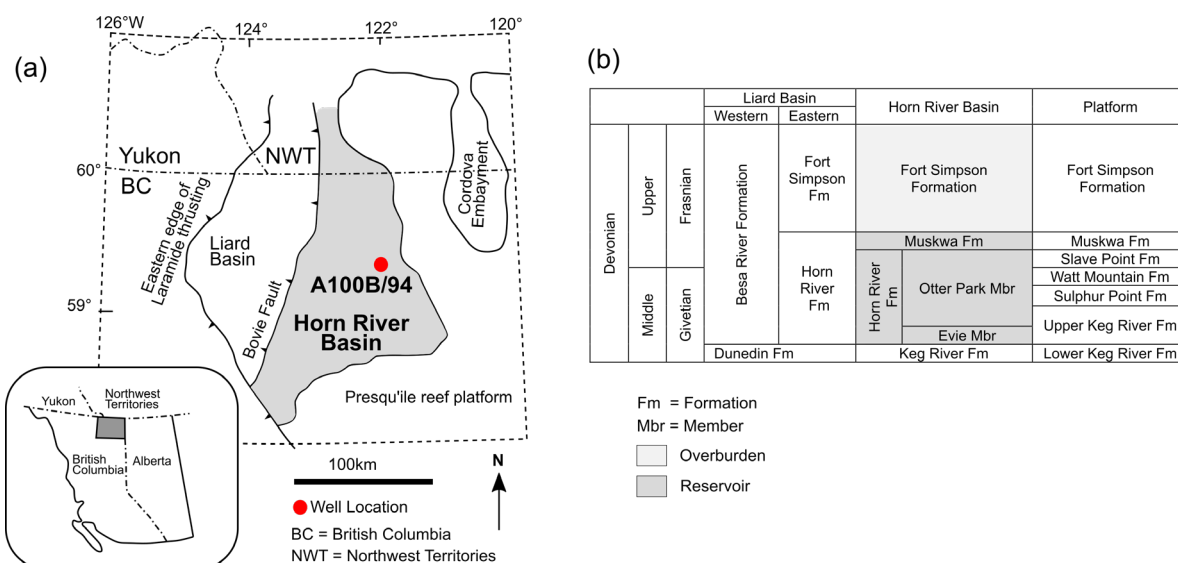 (a)
126°W
124°
122°
120°
60°
59°
Yukon
BC
NWT
Eastern edge of
Laramide thrusting
Liard
Basin
Bovie Fault
A100B/94
Horn River
Basin
Cordova
Embayment
Presqu'ile reef platform
Yukon
Northwest
Territories
British
Columbia
Alberta
100km
Well Location
BC = British Columbia
NWT = Northwest Territories
N
(b)
Liard Basin
Horn River Basin
Platform
Western
Eastern
Devonian
Upper
Middle
Frasnian
Givetian
Besa River Formation
Fort
Simpson
Fm
Horn
River
Fm
Dunedin Fm
Fort Simpson
Formation
Muskwa Fm
Horn River
Fm
Otter Park Mbr
Evie Mbr
Keg River Fm
Fort Simpson
Formation
Muskwa Fm
Slave Point Fm
Watt Mountain Fm
Sulphur Point Fm
Upper Keg River Fm
Lower Keg River Fm
Fm = Formation
Mbr = Member
Overburden
Reservoir